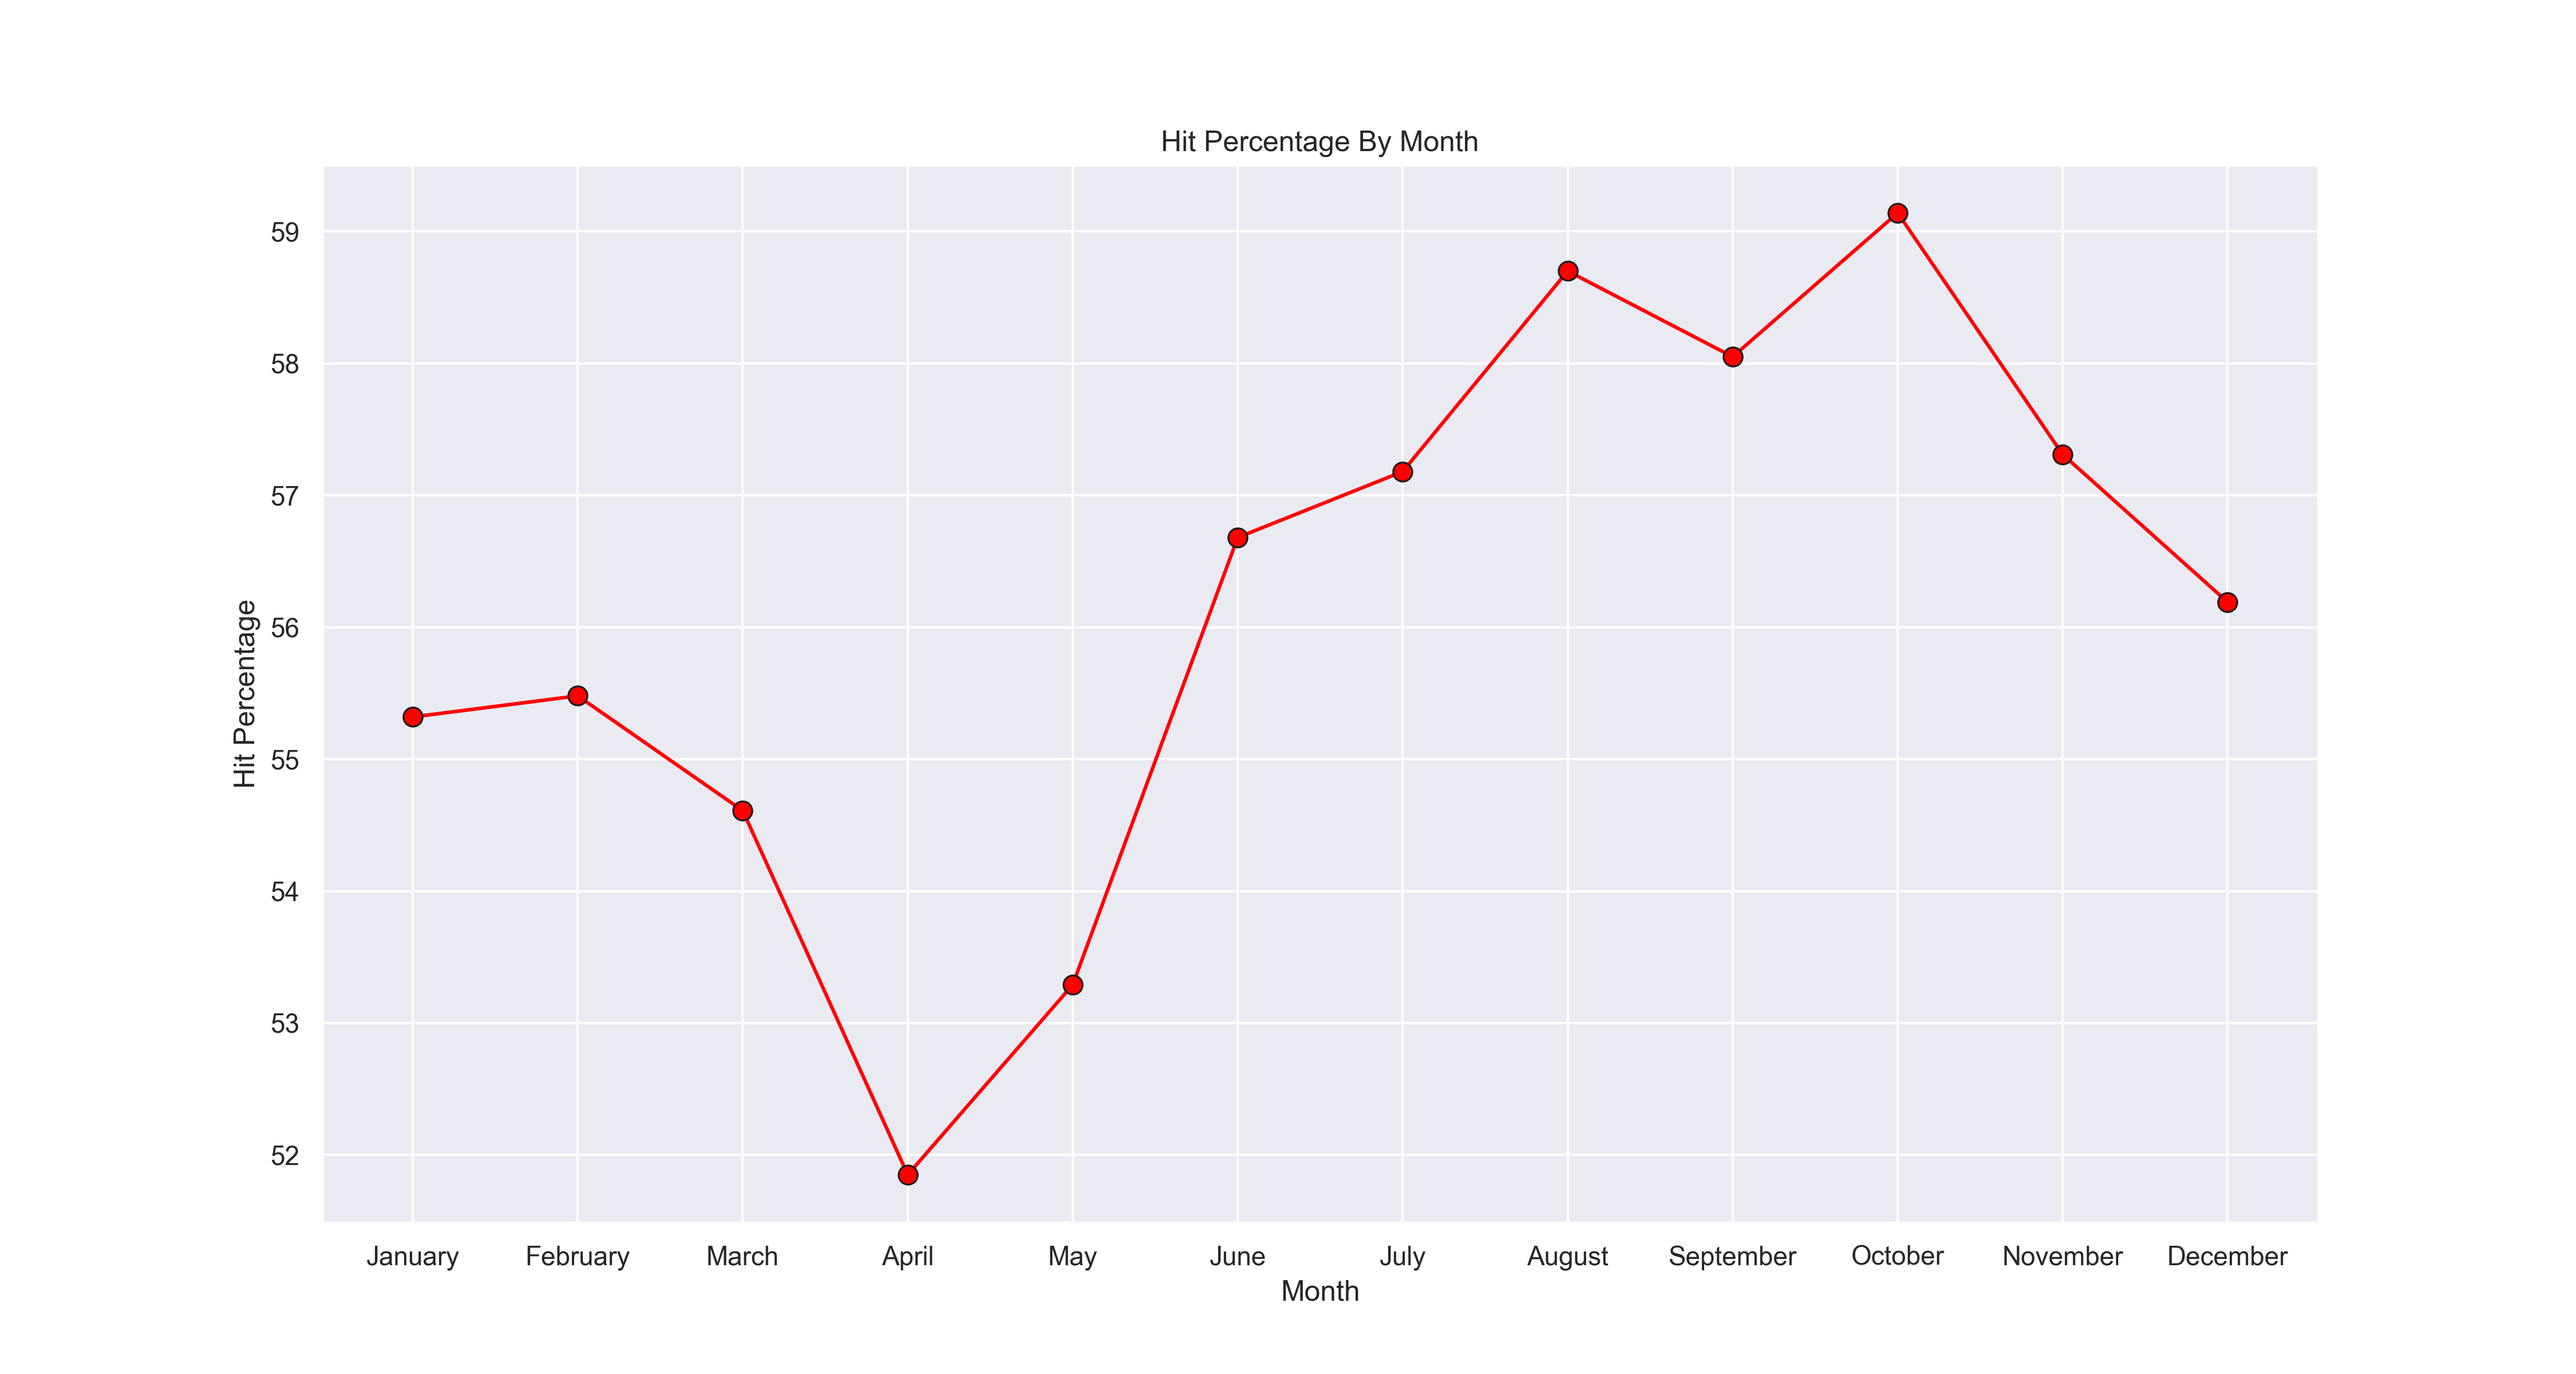 Hit Percentage By Month
Hit Percentage
59
58
57
56
55
54
53
52
January February March April May June July August September October November December
Month